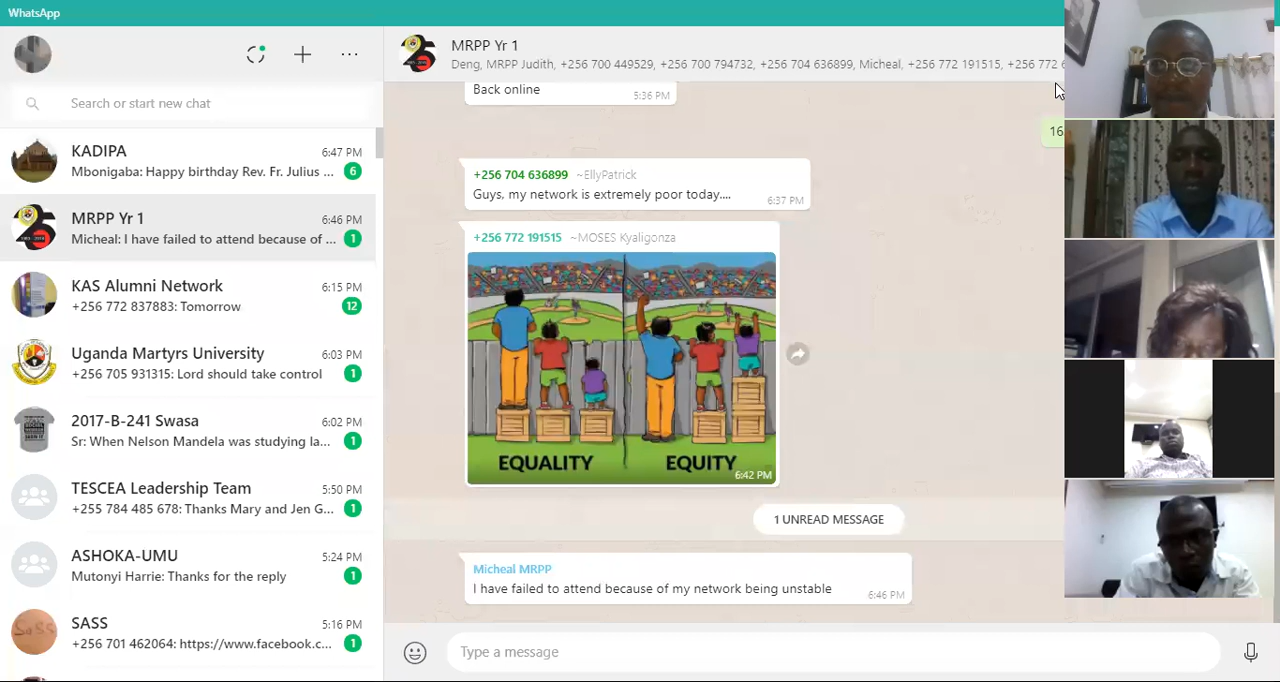 WhatsApp
Search or start new chat
KADIPA 6:47 PM
Mbonigaba: Happy birthday Rev. Fr. Julius ... 6
MRPP Yr 1 6:46 PM
Micheal: I have failed to attend because of ... 1
KAS Alumni Network 6:15 PM
+256 772 837883: Tomorrow 12
Uganda Martyrs University 6:03 PM
+256 705 931315: Lord should take control 1
2017-B-241 Swasa 6:02 PM
Sr: When Nelson Mandela was studying la... 1
TESCEA Leadership Team 5:50 PM
+255 784 485 678: Thanks Mary and Jen G... 1
ASHOKA-UMU 5:24 PM
Mutonyi Harrie: Thanks for the reply 1
SASS 5:16 PM
+256 701 462064: https://www.facebook.c... 1
MRPP Yr 1
Deng, MRPP Judith, +256 700 449529, +256 700 794732, +256 704 636899, Micheal, +256 772 191515, +256 772 6
Back online
5:36 PM
16
+256 704 636899 ~EllyPatrick
Guys, my network is extremely poor today....
6:37 PM
+256 772 191515 ~MOSES Kyaligonza
EQUALITY EQUITY
6:42 PM
1 UNREAD MESSAGE
Micheal MRPP
I have failed to attend because of my network being unstable
6:46 PM
Type a message